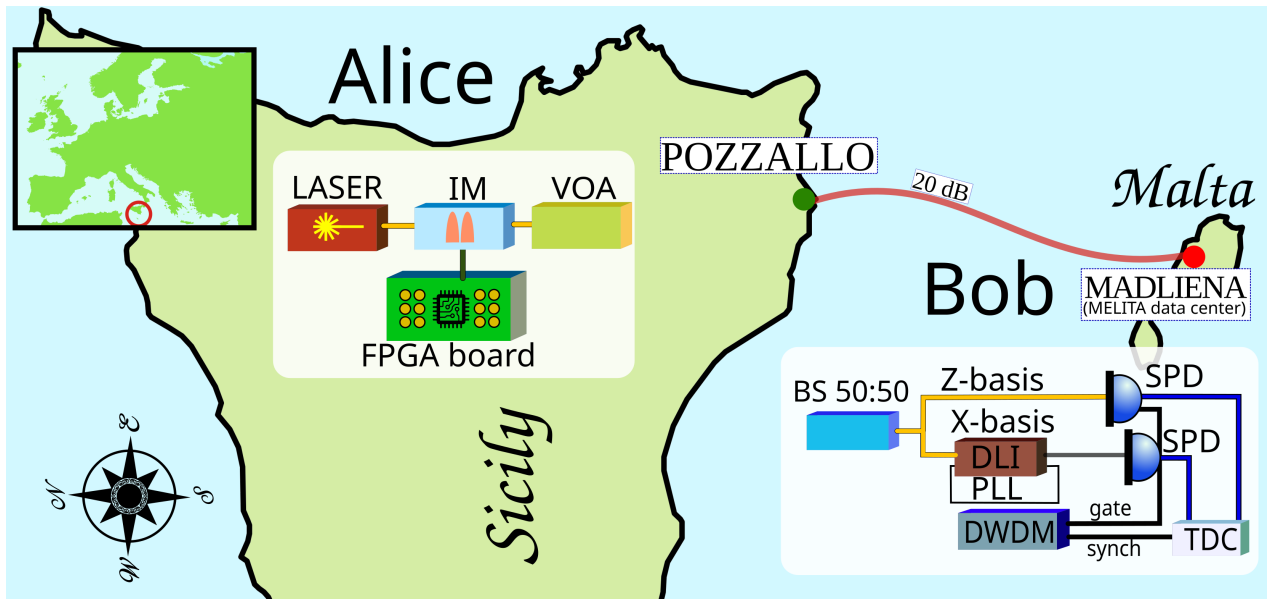 Alice
POZZALLO
20 dB
Malta
LASER
IM
VOA
FPGA board
Bob
MADLIENA
(MELITA data center)
Sicily
E
N
S
W
BS 50:50
Z-basis
SPD
X-basis
SPD
DLI
PLL
DWDM
gate
synch
TDC